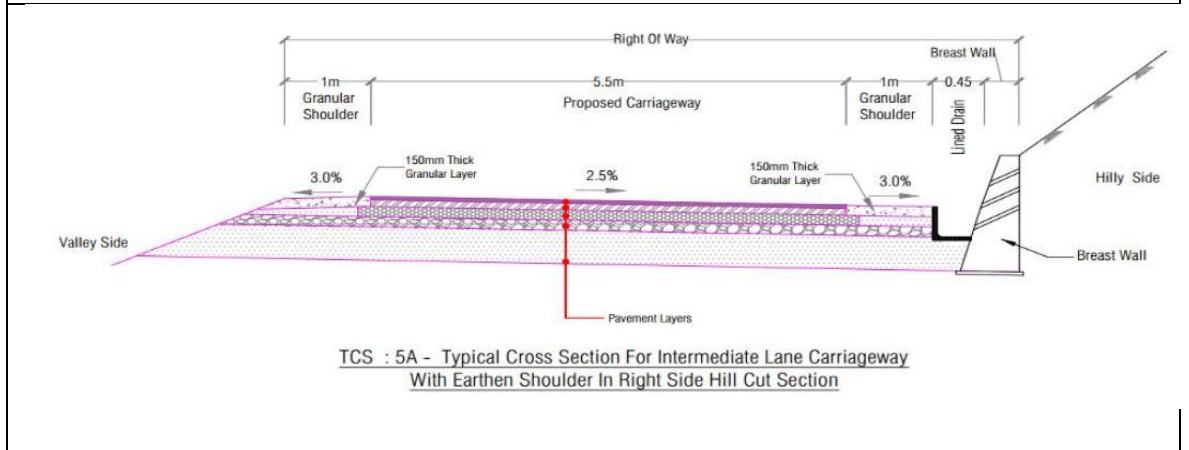 Right Of Way
Breast Wall
1m
Granular
Shoulder
5.5m
Proposed Carriageway
1m
Granular
Shoulder
0.45
Lined Drain
150mm Thick
Granular Layer
3.0%
2.5%
150mm Thick
Granular Layer
3.0%
Hilly Side
Valley Side
Breast Wall
Pavement Layers
TCS : 5A - Typical Cross Section For Intermediate Lane Carriageway
With Earthen Shoulder In Right Side Hill Cut Section